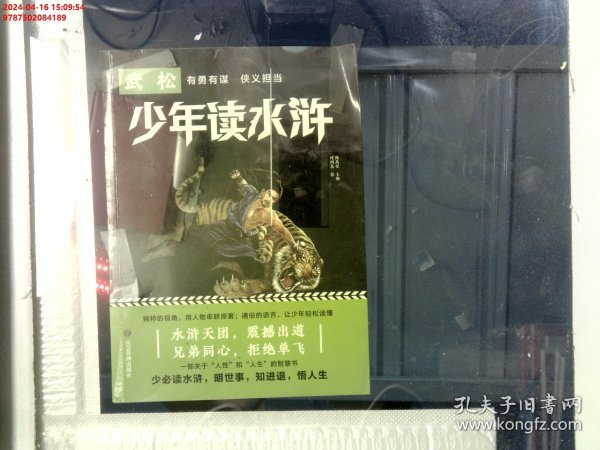 2024-04-16 15:09:54
9787502084189
武松 有勇有谋 侠义担当
少年读水浒
独特的视角，用人物串联原著；通俗的语言，让少年轻松读懂
水浒天团，震撼出道
兄弟同心，拒绝单飞
一部关于“人性”和“人生”的智慧书
少必读水浒，明世事，知进退，悟人生
孔夫子旧书网
www.kongfz.com